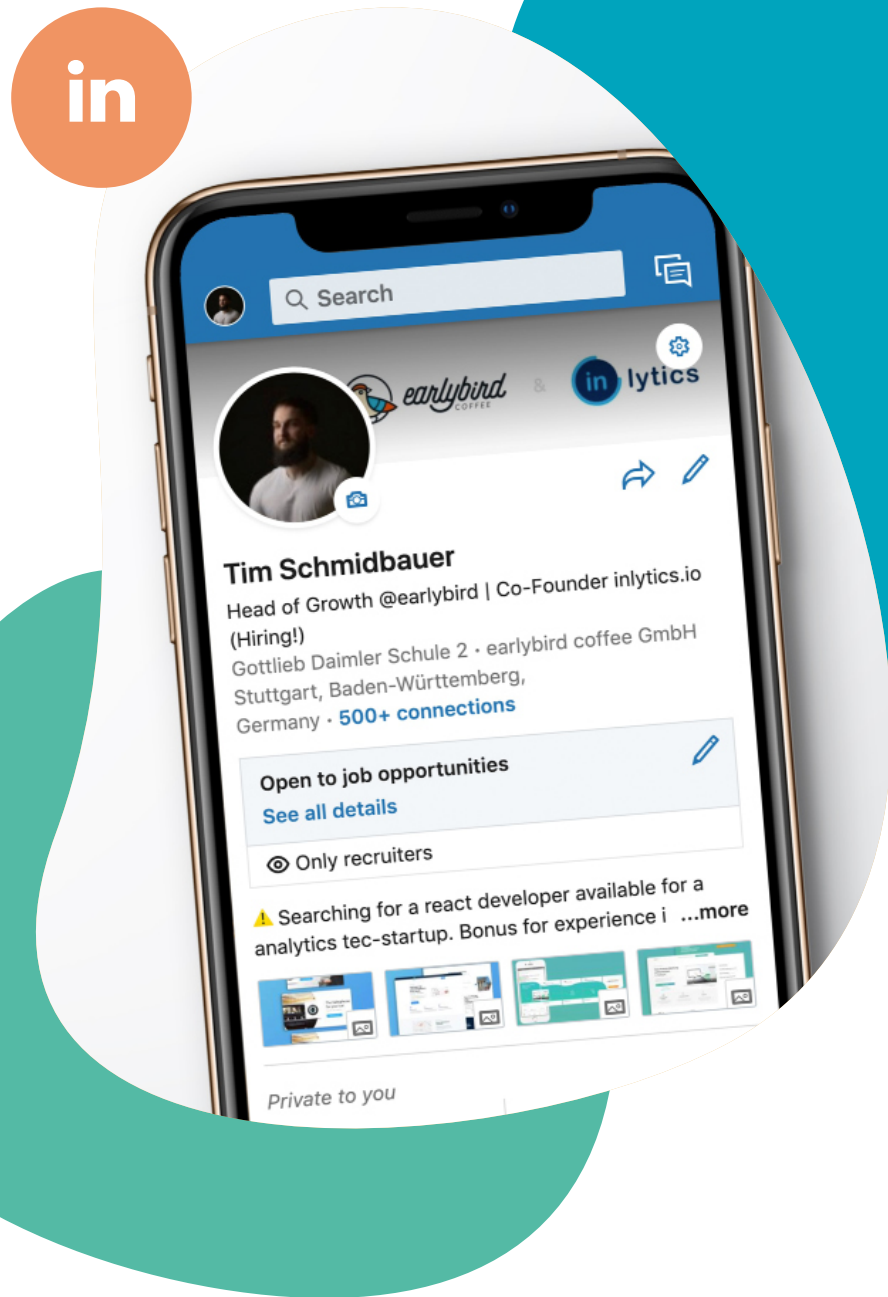 in
Search
earlybird
COFFEE
&
in lytics
Tim Schmidbauer
Head of Growth @earlybird | Co-Founder inlytics.io
(Hiring!)
Gottlieb Daimler Schule 2 • earlybird coffee GmbH
Stuttgart, Baden-Württemberg,
Germany • 500+ connections
Open to job opportunities
See all details
Only recruiters
⚠ Searching for a react developer available for a
analytics tec-startup. Bonus for experience i ...more
Private to you